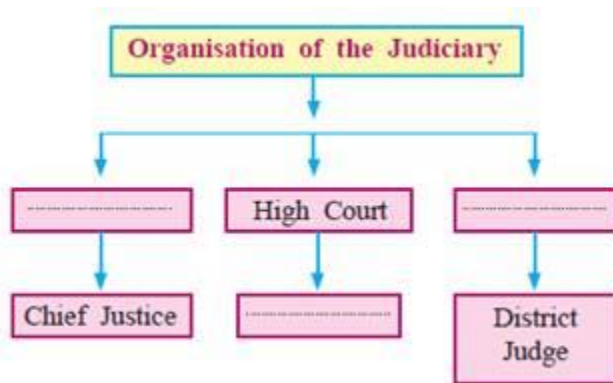 Organisation of the Judiciary
High Court
Chief Justice
District
Judge